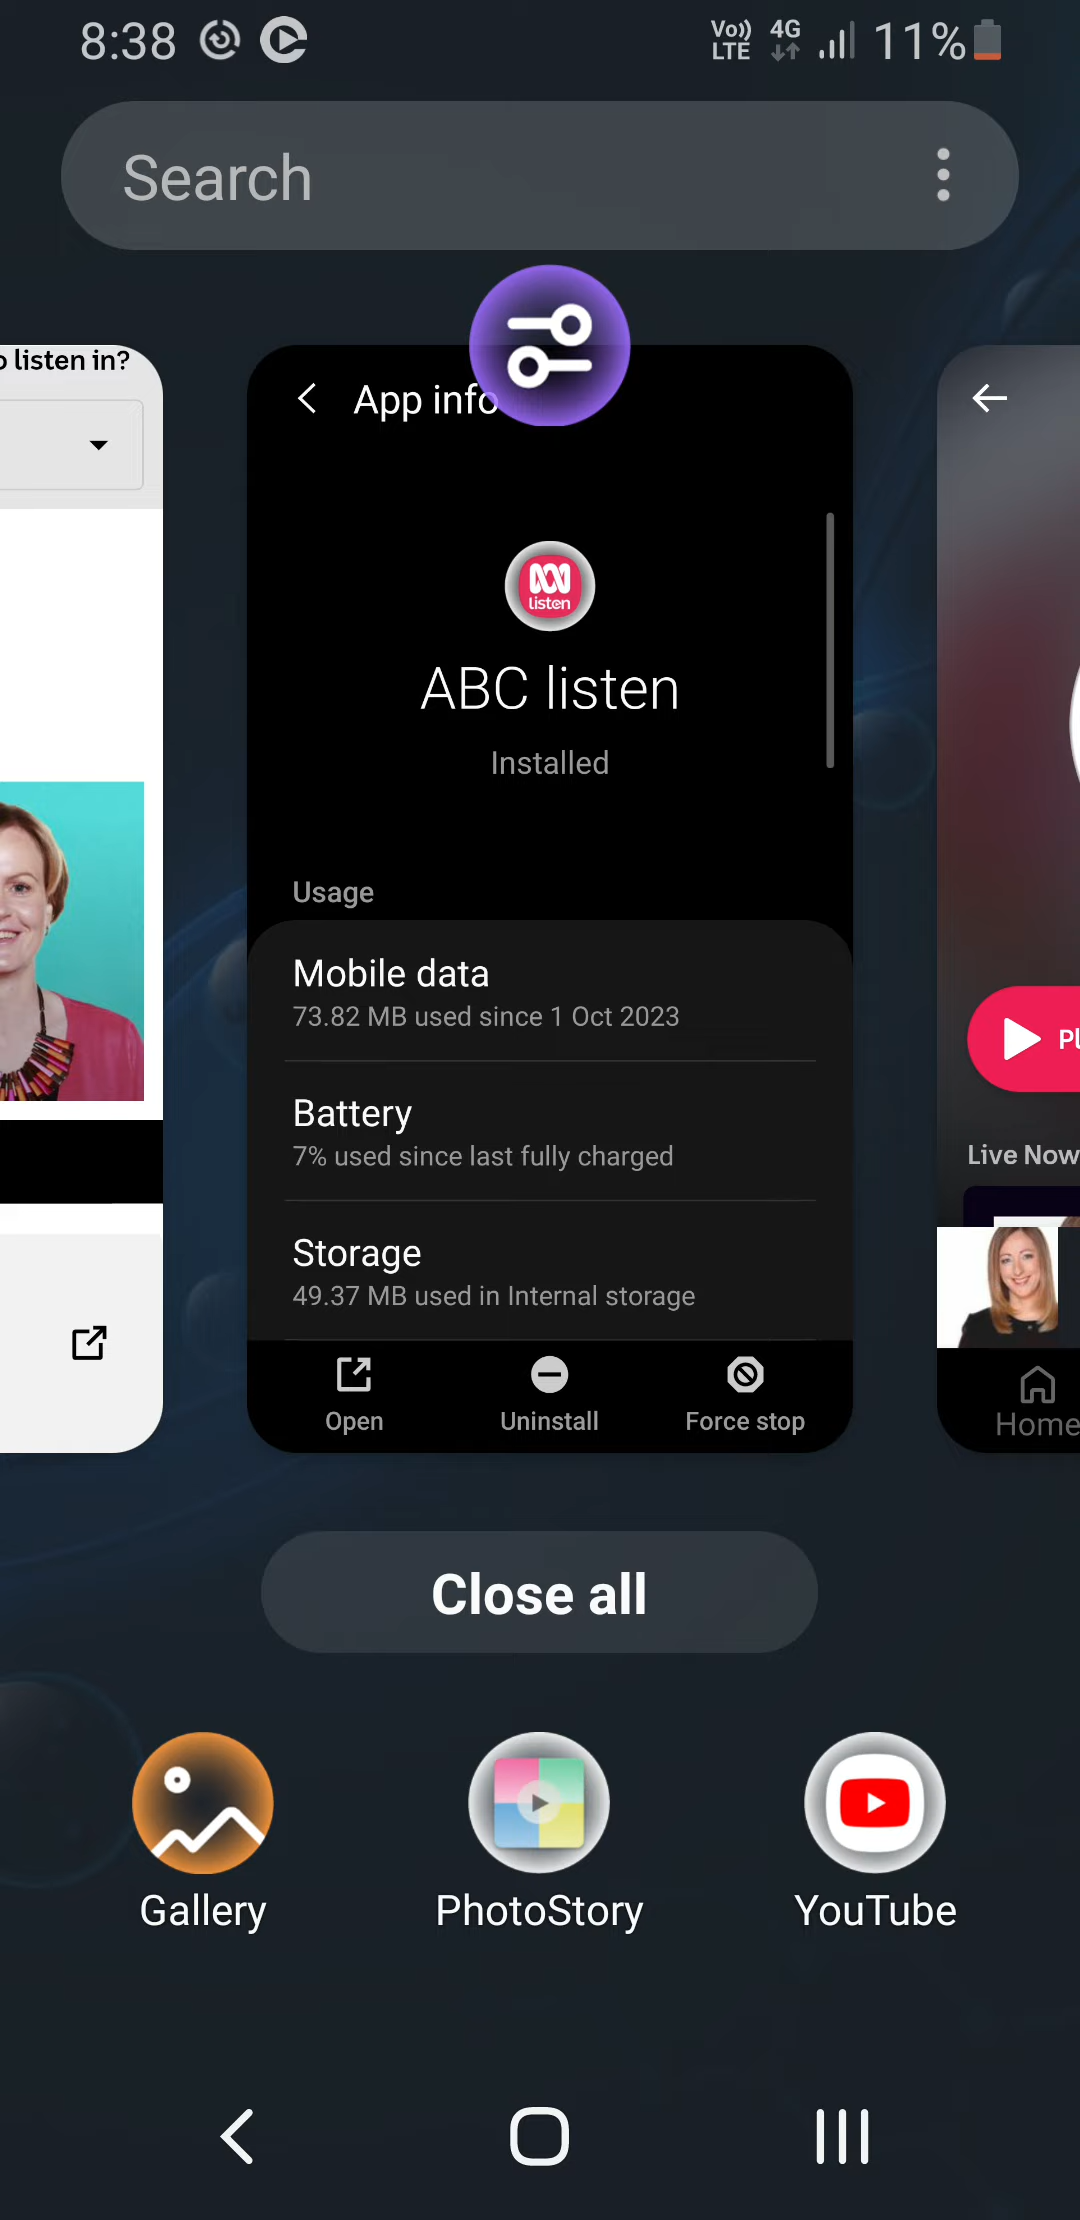 8:38
Vo))
LTE
4G
11%
Search
o listen in?
App info
listen
ABC listen
Installed
Usage
Mobile data
73.82 MB used since 1 Oct 2023
Battery
7% used since last fully charged
Storage
49.37 MB used in Internal storage
Open
Uninstall
Force stop
Pl
Live Now
Home
Close all
Gallery
PhotoStory
YouTube